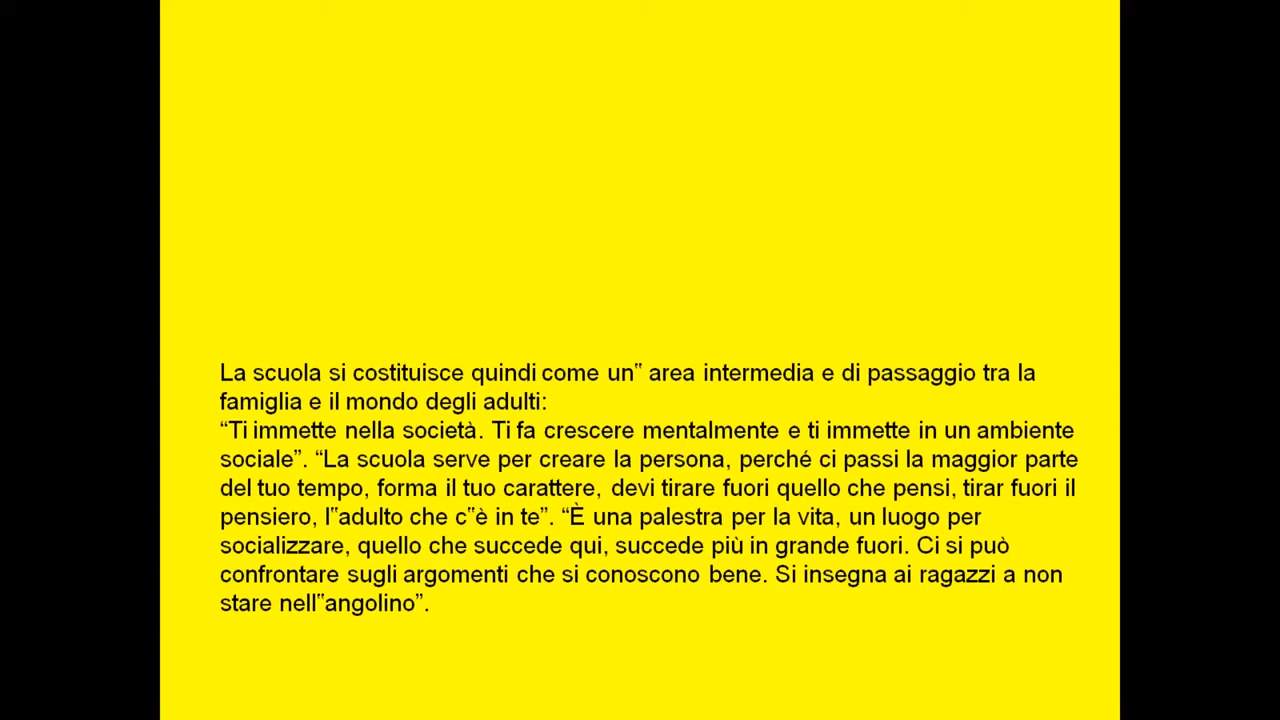 La scuola si costituisce quindi come un‟ area intermedia e di passaggio tra la
famiglia e il mondo degli adulti:
“Ti immette nella società. Ti fa crescere mentalmente e ti immette in un ambiente
sociale”. “La scuola serve per creare la persona, perché ci passi la maggior parte
del tuo tempo, forma il tuo carattere, devi tirare fuori quello che pensi, tirar fuori il
pensiero, l‟adulto che c‟è in te”. “È una palestra per la vita, un luogo per
socializzare, quello che succede qui, succede più in grande fuori. Ci si può
confrontare sugli argomenti che si conoscono bene. Si insegna ai ragazzi a non
stare nell‟angolino”.